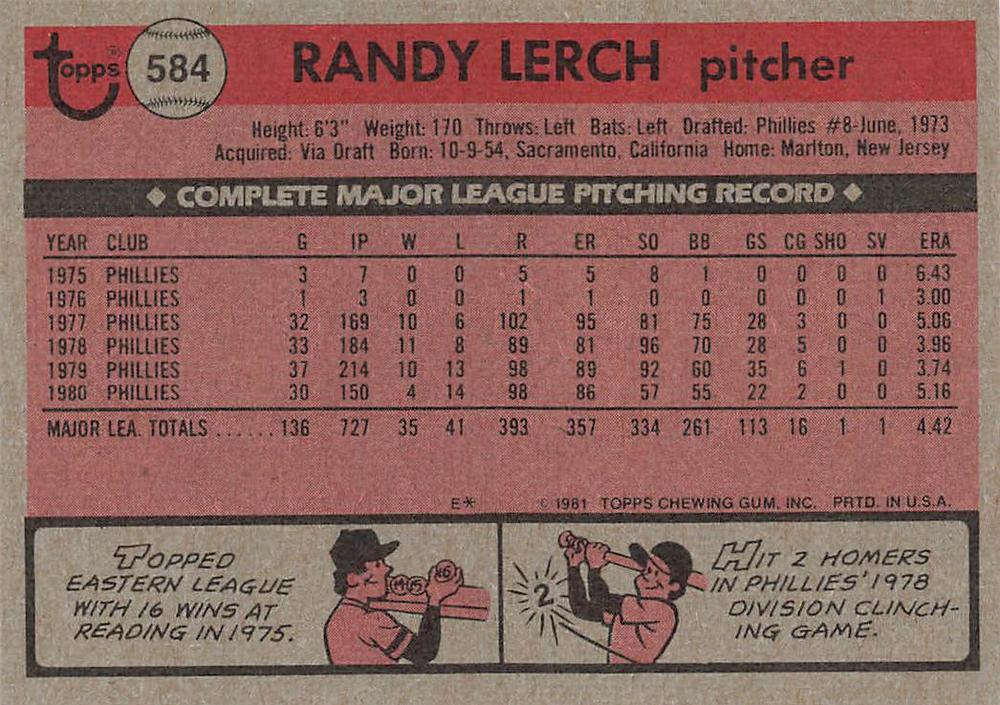 Topps® 584 RANDY LERCH pitcher
Height: 6'3" Weight: 170 Throws: Left Bats: Left Drafted: Phillies #8-June, 1973
Acquired: Via Draft Born: 10-9-54, Sacramento, California Home: Marlton, New Jersey
◆ COMPLETE MAJOR LEAGUE PITCHING RECORD ◆
YEAR CLUB G IP W L R ER SO BB GS CG SHO SV ERA
1975 PHILLIES 3 7 0 0 5 5 8 1 0 0 0 0 6.43
1976 PHILLIES 1 3 0 0 1 1 0 0 0 0 0 1 3.00
1977 PHILLIES 32 169 10 6 102 95 81 75 28 3 0 0 5.06
1978 PHILLIES 33 184 11 8 89 81 96 70 28 5 0 0 3.96
1979 PHILLIES 37 214 10 13 98 89 92 60 35 6 1 0 3.74
1980 PHILLIES 30 150 4 14 98 86 57 55 22 2 0 0 5.16
MAJOR LEA. TOTALS ...... 136 727 35 41 393 357 334 261 113 16 1 1 4.42
E* © 1981 TOPPS CHEWING GUM, INC. PRTD. IN U.S.A.
TOPPED
EASTERN LEAGUE
WITH 16 WINS AT
READING IN 1975.
14 15 16
2
HIT 2 HOMERS
IN PHILLIES' 1978
DIVISION CLINCH-
ING GAME.